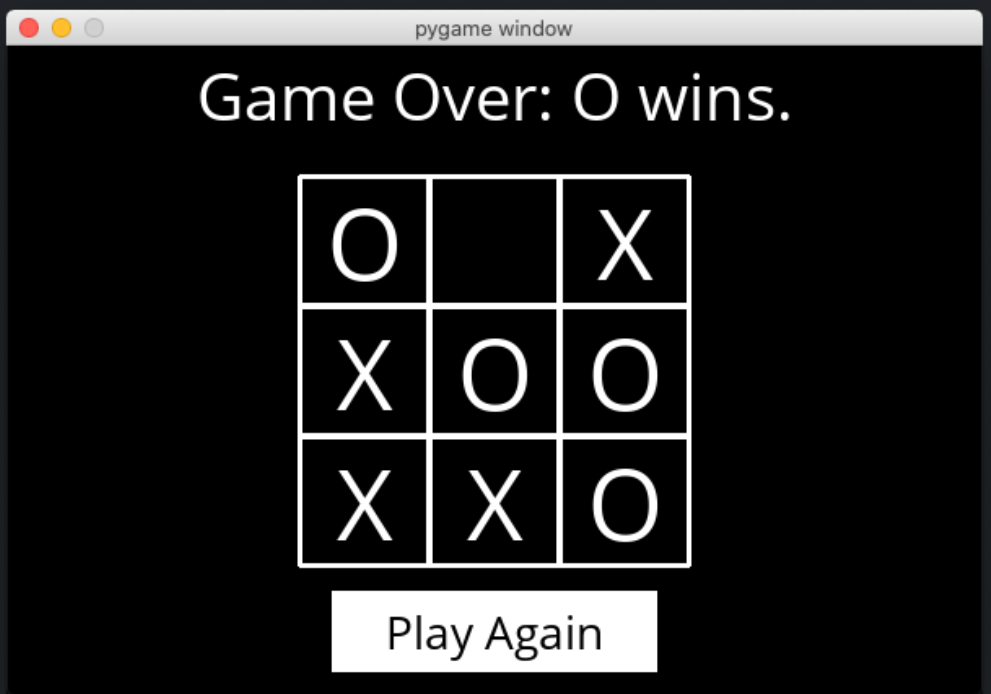 pygame window
Game Over: O wins.
O X
X O O
X X O
Play Again